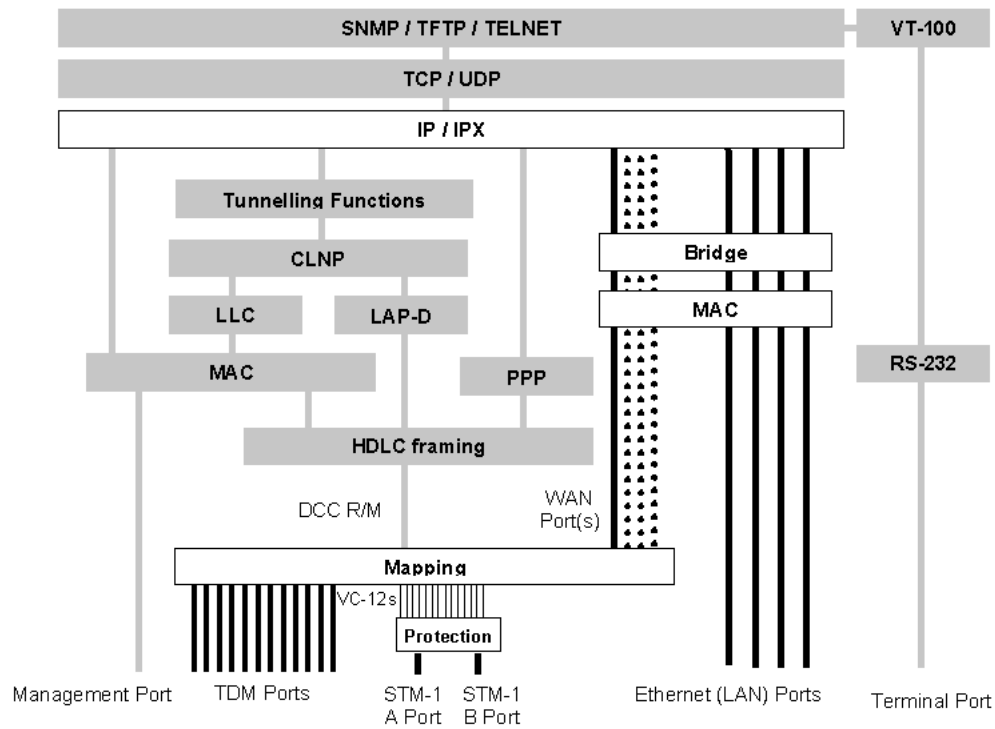 SNMP / TFTP / TELNET
VT-100
TCP / UDP
IP / IPX
Tunnelling Functions
Bridge
CLNP
LLC
LAP-D
MAC
MAC
PPP
RS-232
HDLC framing
DCC R/M
WAN
Port(s)
Mapping
VC-12s
Protection
Management Port
TDM Ports
STM-1
A Port
STM-1
B Port
Ethernet (LAN) Ports
Terminal Port